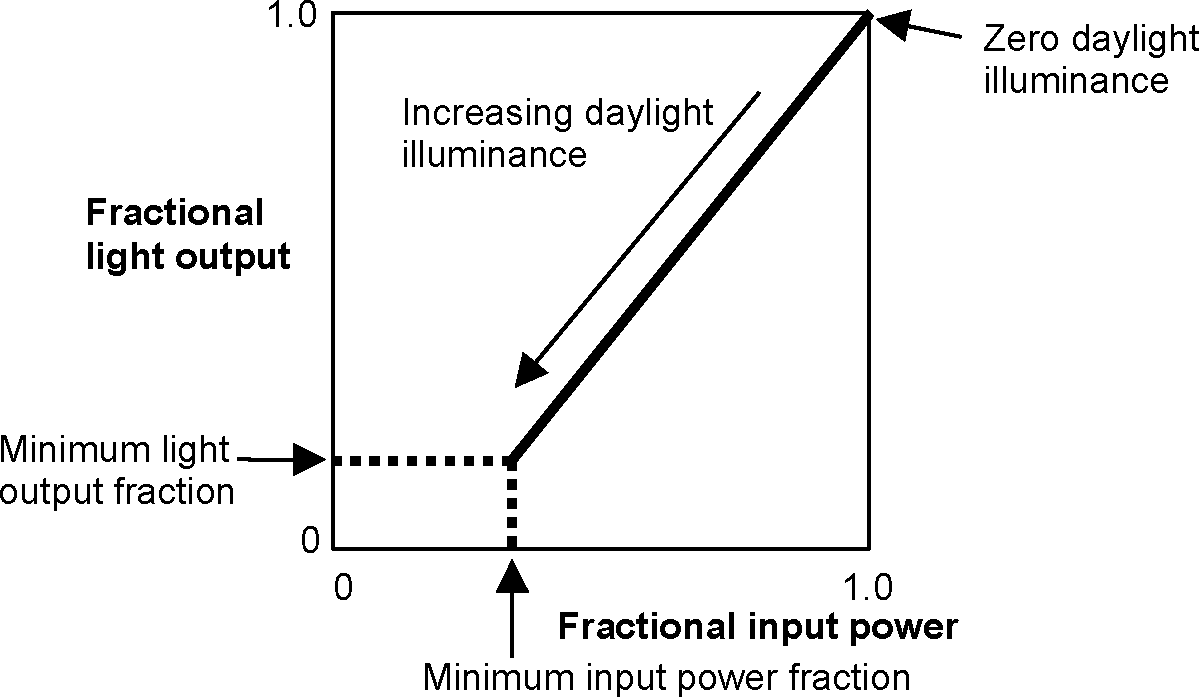 1.0
Zero daylight
illuminance
Increasing daylight
illuminance
Fractional
light output
Minimum light
output fraction
0
0
1.0
Fractional input power
Minimum input power fraction